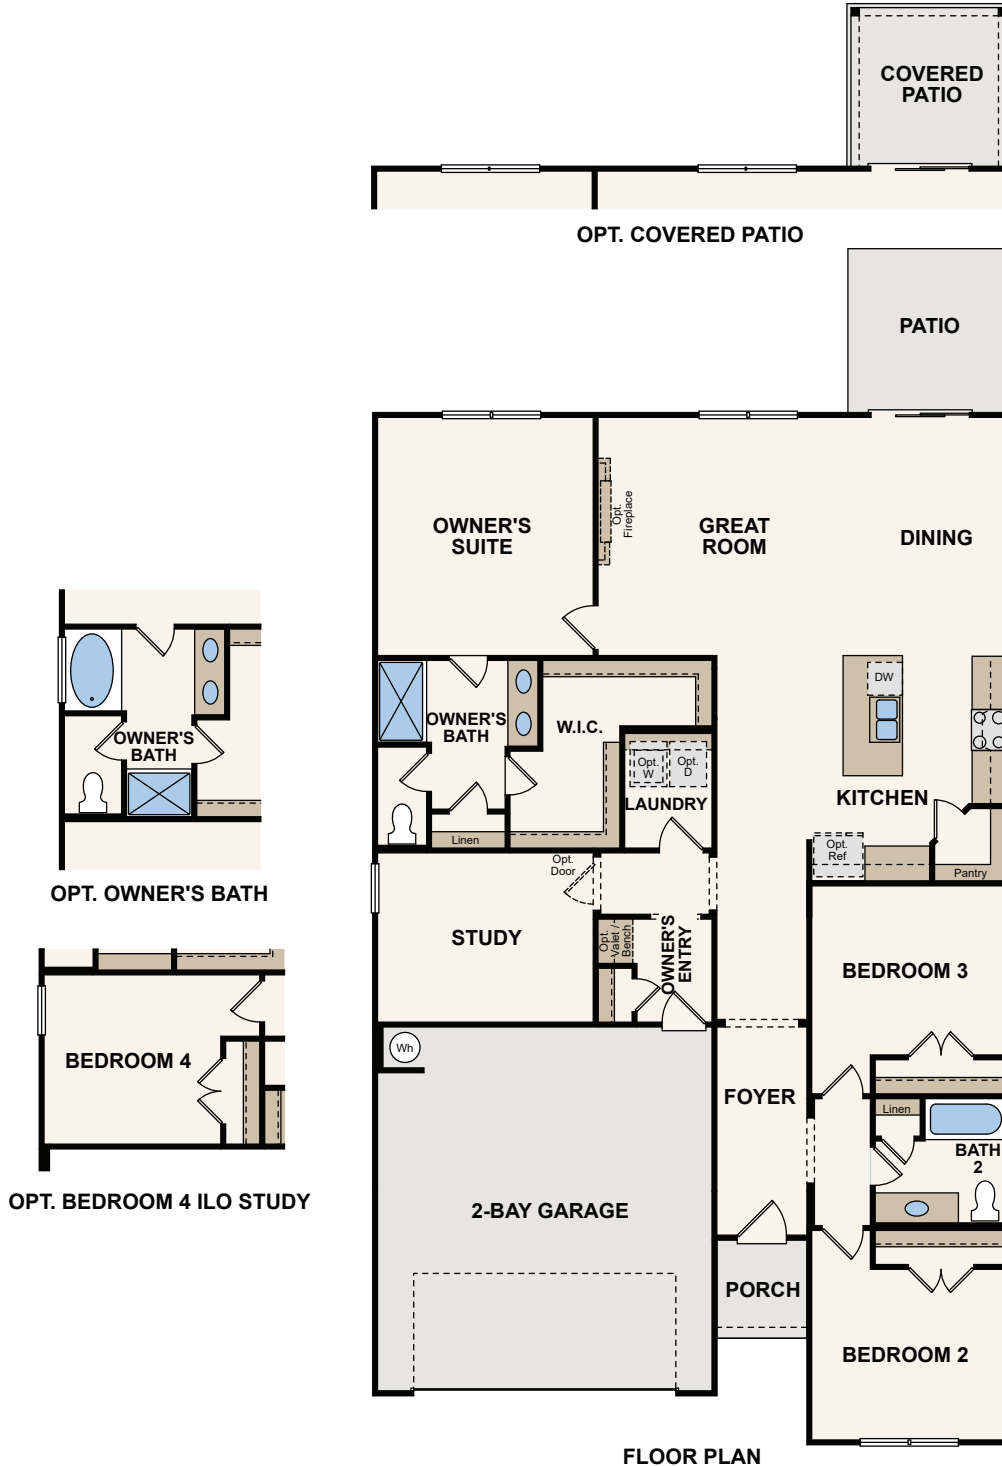 COVERED
PATIO
OPT. COVERED PATIO
PATIO
OWNER'S
SUITE
Opt.
Fireplace
GREAT
ROOM
DINING
DW
OWNER'S
BATH
W.I.C.
Opt.
W
Opt.
D
LAUNDRY
KITCHEN
Linen
Opt.
Ref
Pantry
OWNER'S
BATH
OPT. OWNER'S BATH
Opt.
Door
STUDY
Opt.
Valet /
Bench
OWNER'S
ENTRY
BEDROOM 3
BEDROOM 4
OPT. BEDROOM 4 ILO STUDY
Wh
FOYER
Linen
BATH
2
2-BAY GARAGE
PORCH
BEDROOM 2
FLOOR PLAN